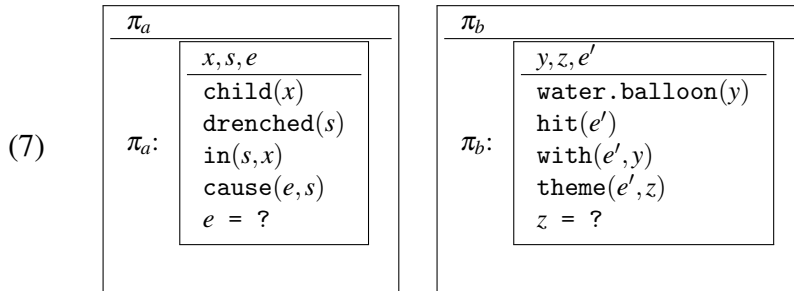 (7)
π_a
π_a:
x, s, e
child(x)
drenched(s)
in(s, x)
cause(e, s)
e = ?
π_b
π_b:
y, z, e′
water.balloon(y)
hit(e′)
with(e′, y)
theme(e′, z)
z = ?